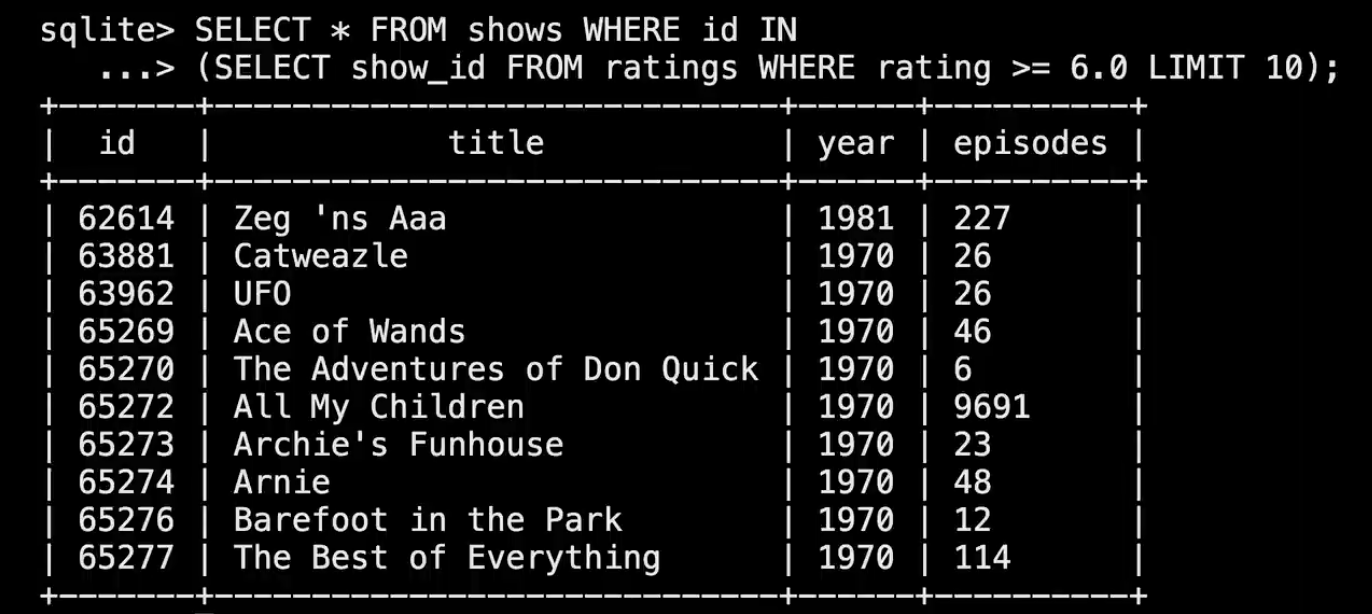 sqlite> SELECT * FROM shows WHERE id IN
   ...> (SELECT show_id FROM ratings WHERE rating >= 6.0 LIMIT 10);
+-------+----------------------------+------+----------+
|  id   |            title            | year | episodes |
+-------+----------------------------+------+----------+
| 62614 | Zeg 'ns Aaa                 | 1981 | 227      |
| 63881 | Catweazle                   | 1970 | 26       |
| 63962 | UFO                         | 1970 | 26       |
| 65269 | Ace of Wands                | 1970 | 46       |
| 65270 | The Adventures of Don Quick | 1970 | 6        |
| 65272 | All My Children             | 1970 | 9691     |
| 65273 | Archie's Funhouse           | 1970 | 23       |
| 65274 | Arnie                       | 1970 | 48       |
| 65276 | Barefoot in the Park        | 1970 | 12       |
| 65277 | The Best of Everything      | 1970 | 114      |
+-------+----------------------------+------+----------+